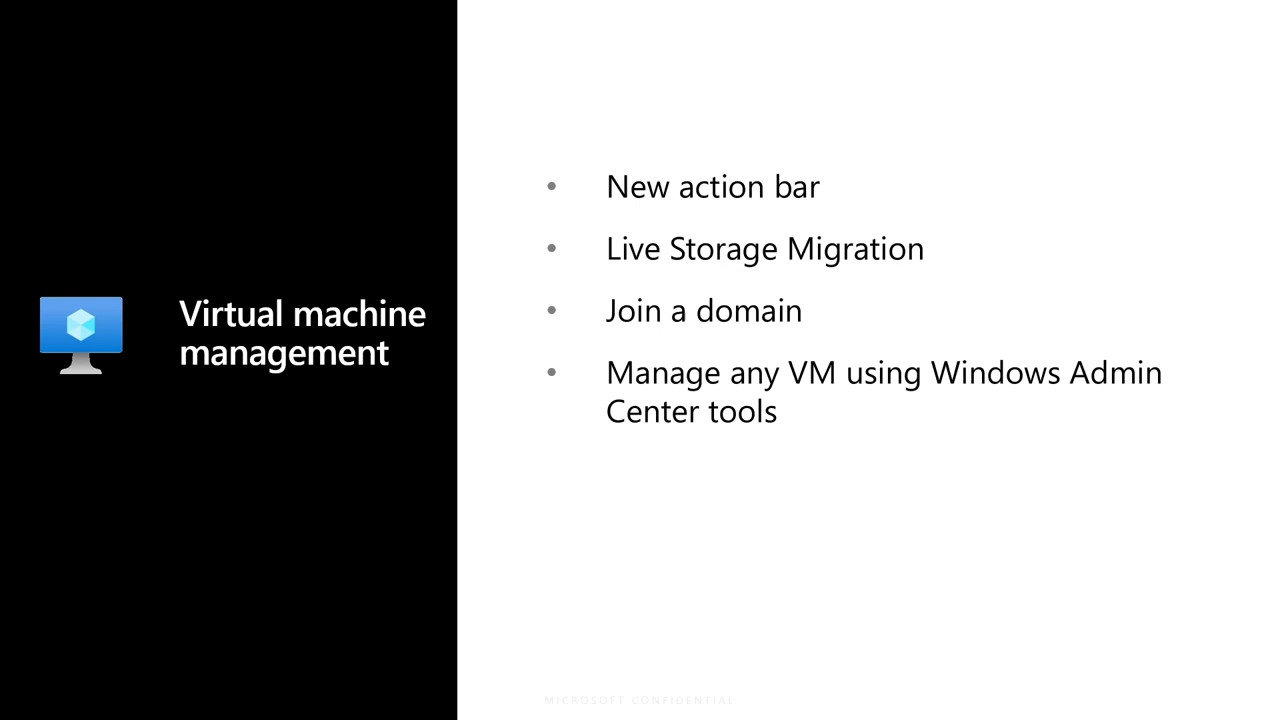 Virtual machine
management
• New action bar
• Live Storage Migration
• Join a domain
• Manage any VM using Windows Admin
Center tools
MICROSOFT CONFIDENTIAL